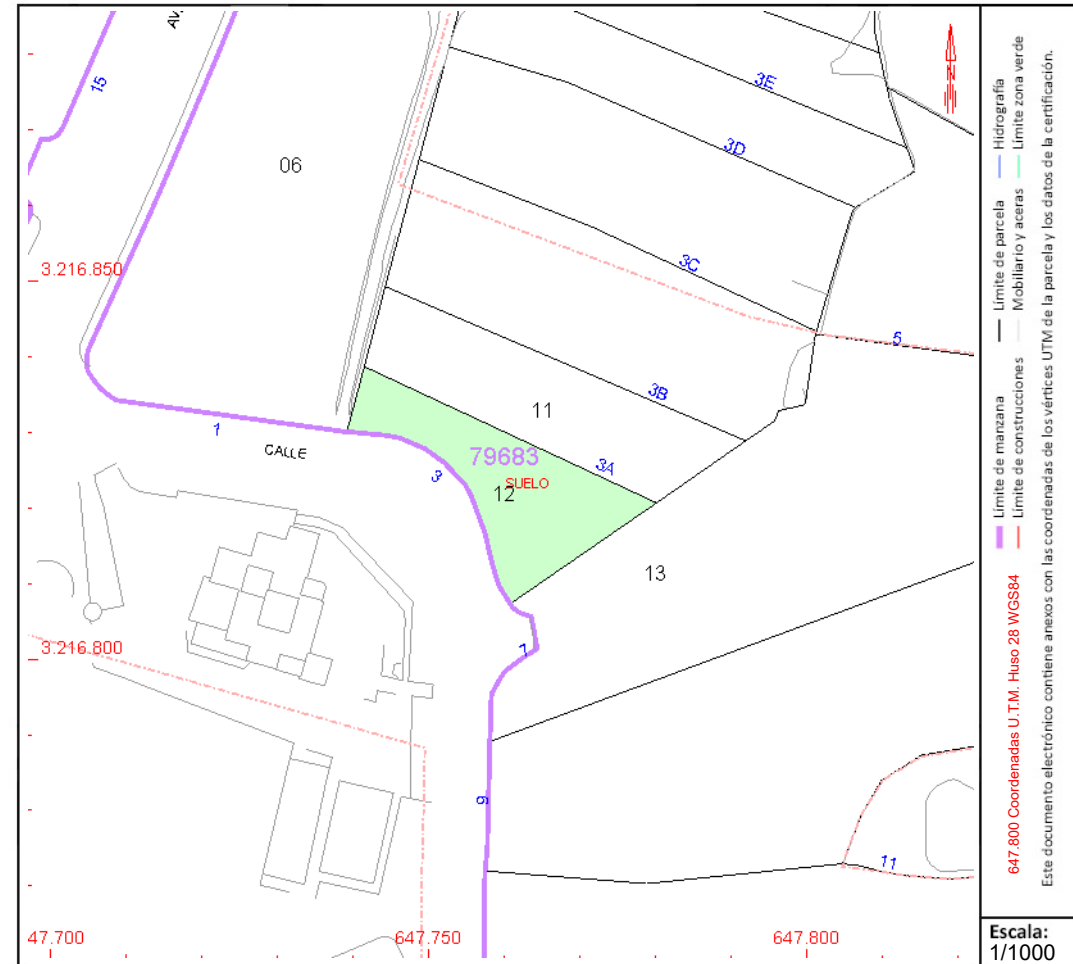 AV
15
06
3E
3D
3C
3.216.850
5
3B
11
1
CALLE
79683
3A
3
SUELO
12
13
3.216.800
7
9
11
47.700
647.750
647.800
Límite de manzana
Límite de parcela
Hidrografía
647.800 Coordenadas U.T.M. Huso 28 WGS84
Límite de construcciones
Mobiliario y aceras
Límite zona verde
Este documento electrónico contiene anexos con las coordenadas de los vértices UTM de la parcela y los datos de la certificación.
Escala:
1/1000